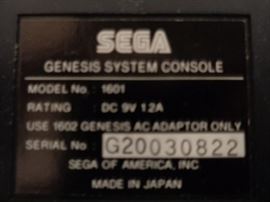 SEGA
GENESIS SYSTEM CONSOLE
MODEL No. : 1601
RATING : DC 9V 1.2A
USE 1602 GENESIS AC ADAPTOR ONLY
SERIAL No : G20030822
SEGA OF AMERICA, INC.
MADE IN JAPAN